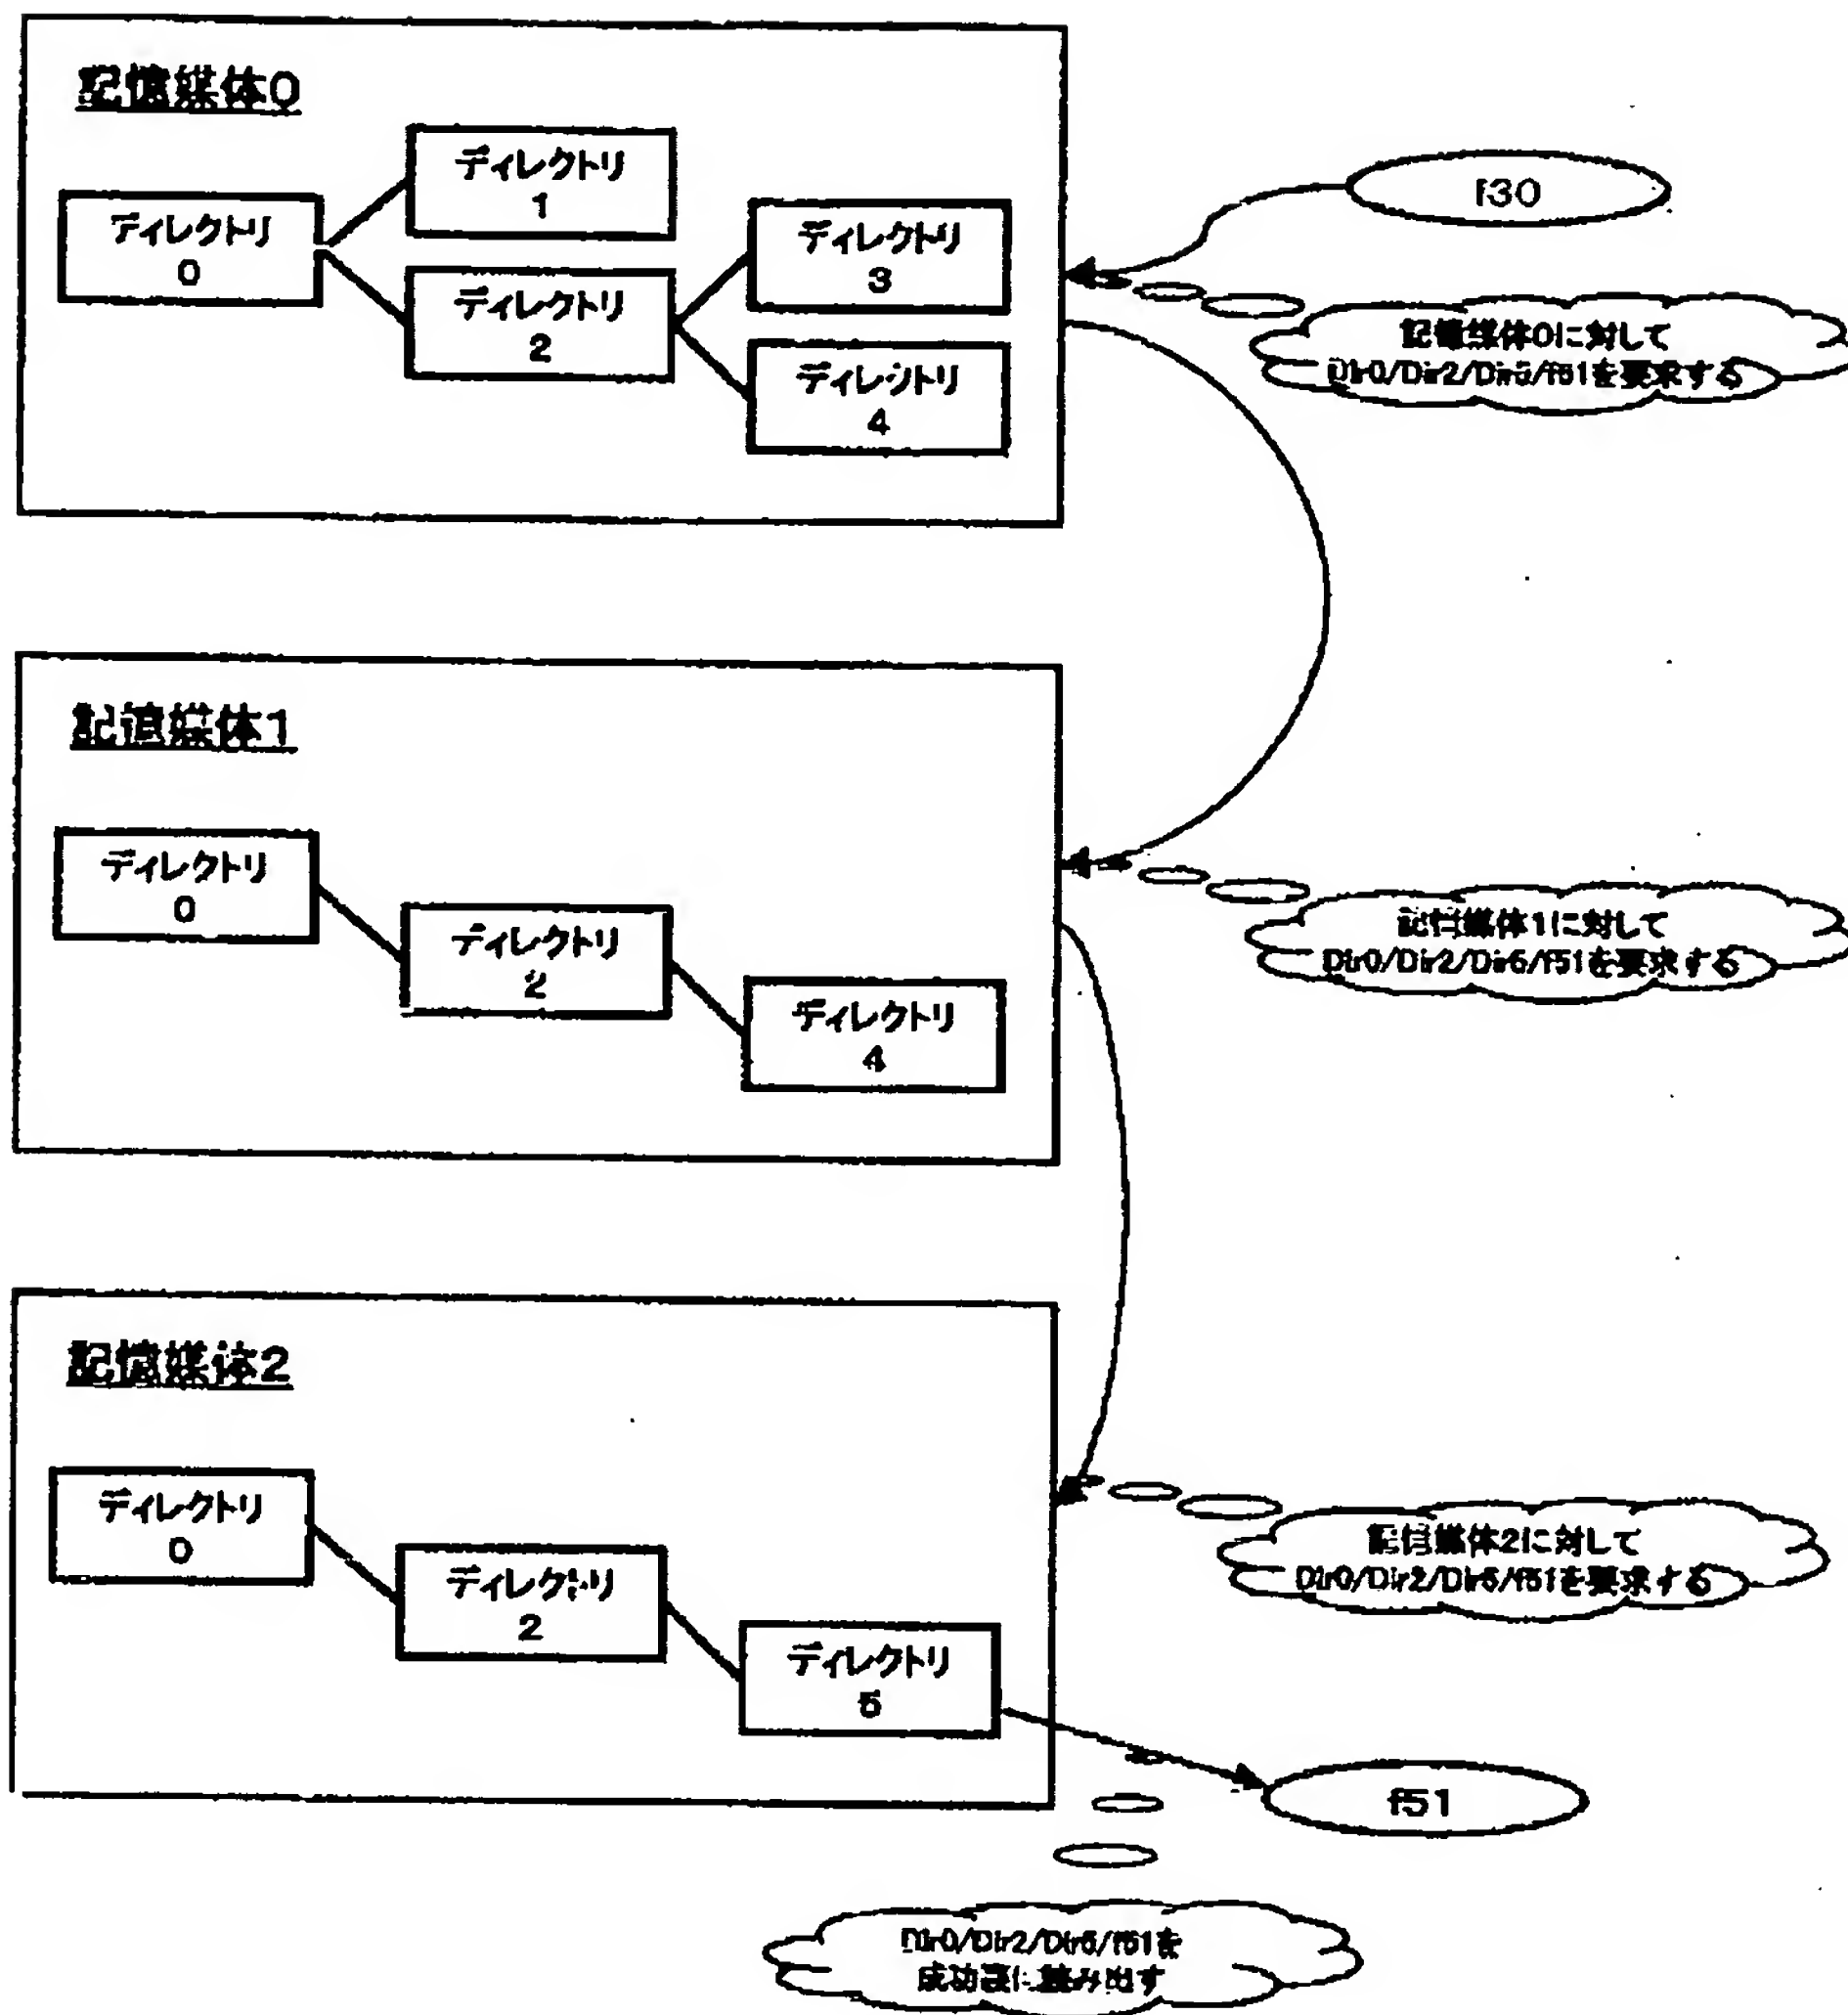 記憶媒体0
ディレクトリ
0
ディレクトリ
1
ディレクトリ
2
ディレクトリ
3
ディレクトリ
4
f30
記憶媒体0に対して
Dir0/Dir2/Dir5/f51を要求する
記憶媒体1
ディレクトリ
0
ディレクトリ
2
ディレクトリ
4
記憶媒体1に対して
Dir0/Dir2/Dir5/f51を要求する
記憶媒体2
ディレクトリ
0
ディレクトリ
2
ディレクトリ
5
記憶媒体2に対して
Dir0/Dir2/Dir5/f51を要求する
f51
Dir0/Dir2/Dir5/f51を
成功裏に読み出す